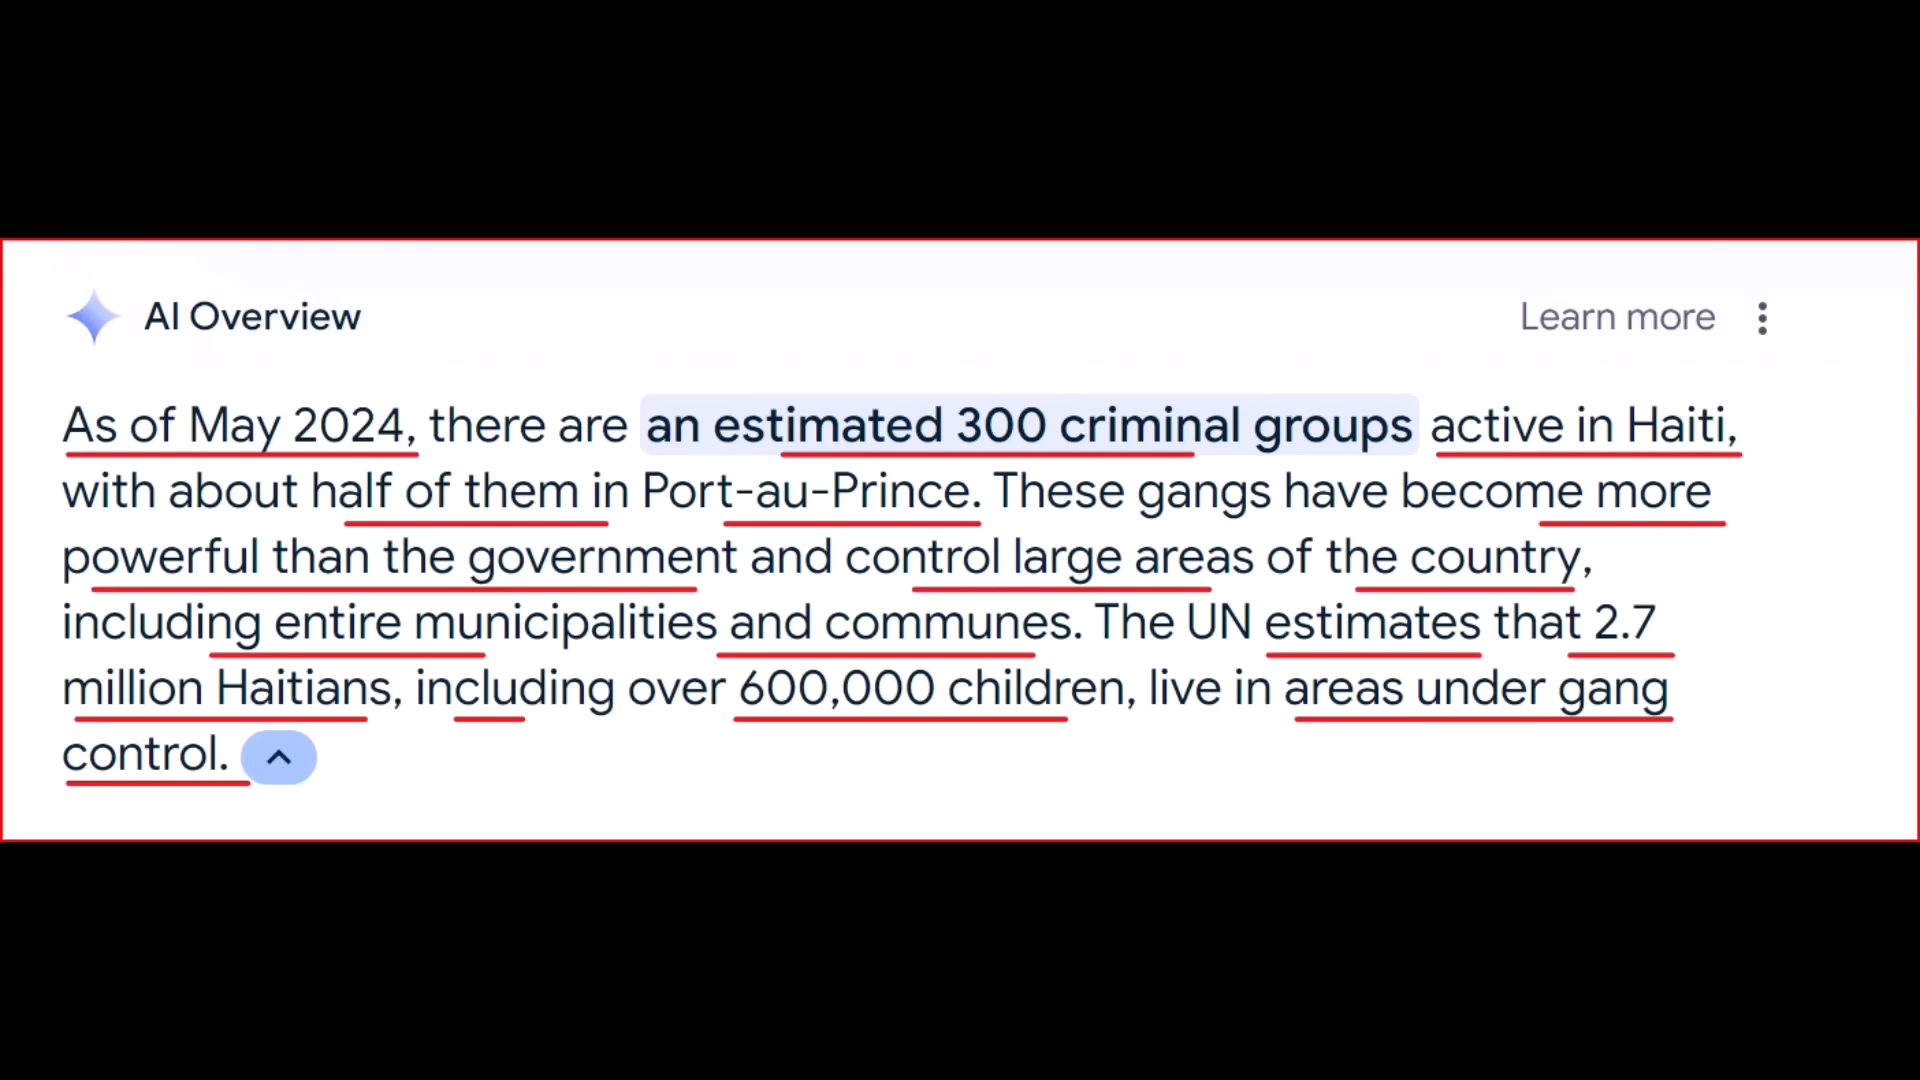 AI Overview
Learn more
As of May 2024, there are an estimated 300 criminal groups active in Haiti,
with about half of them in Port-au-Prince. These gangs have become more
powerful than the government and control large areas of the country,
including entire municipalities and communes. The UN estimates that 2.7
million Haitians, including over 600,000 children, live in areas under gang
control.